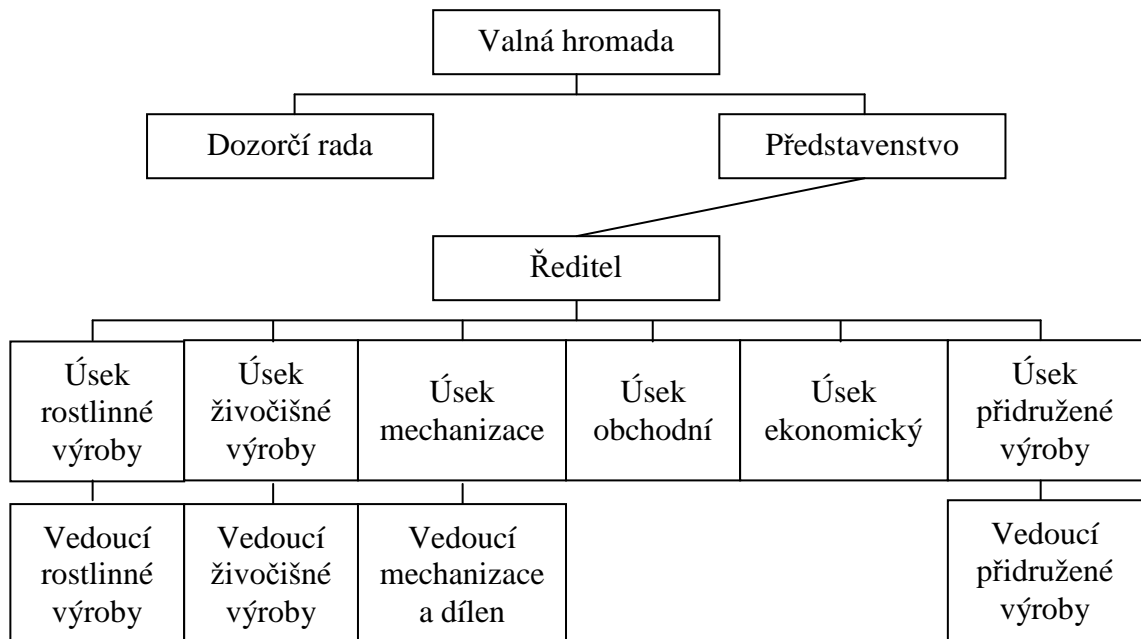 Valná hromada
Dozorčí rada
Představenstvo
Ředitel
Úsek
rostlinné
výroby
Úsek
živočišné
výroby
Úsek
mechanizace
Úsek
obchodní
Úsek
ekonomický
Úsek
přidružené
výroby
Vedoucí
rostlinné
výroby
Vedoucí
živočišné
výroby
Vedoucí
mechanizace
a dílen
Vedoucí
přidružené
výroby